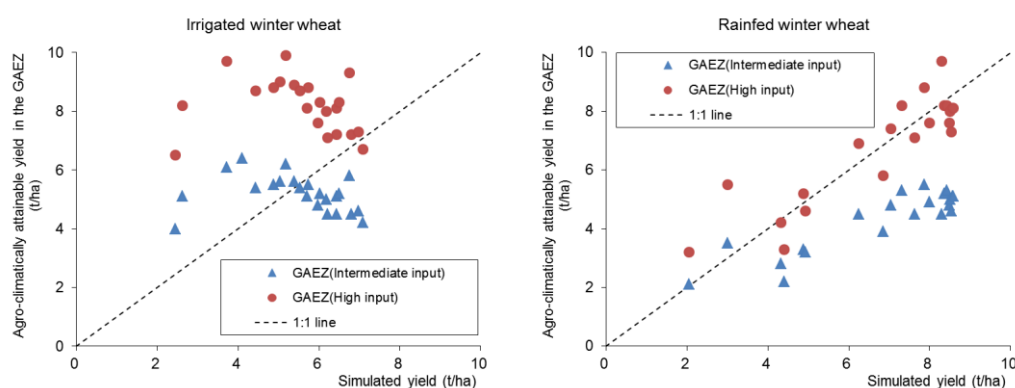 Irrigated winter wheat
Agro-climatically attainable yield in the GAEZ
(t/ha)
10
8
6
4
2
0
GAEZ(Intermediate input)
GAEZ(High input)
1:1 line
0
2
4
6
8
10
Simulated yield (t/ha)
Rainfed winter wheat
Agro-climatically attainable yield in the GAEZ
(t/ha)
10
8
6
4
2
0
GAEZ(Intermediate input)
GAEZ(High input)
1:1 line
0
2
4
6
8
10
Simulated yield (t/ha)